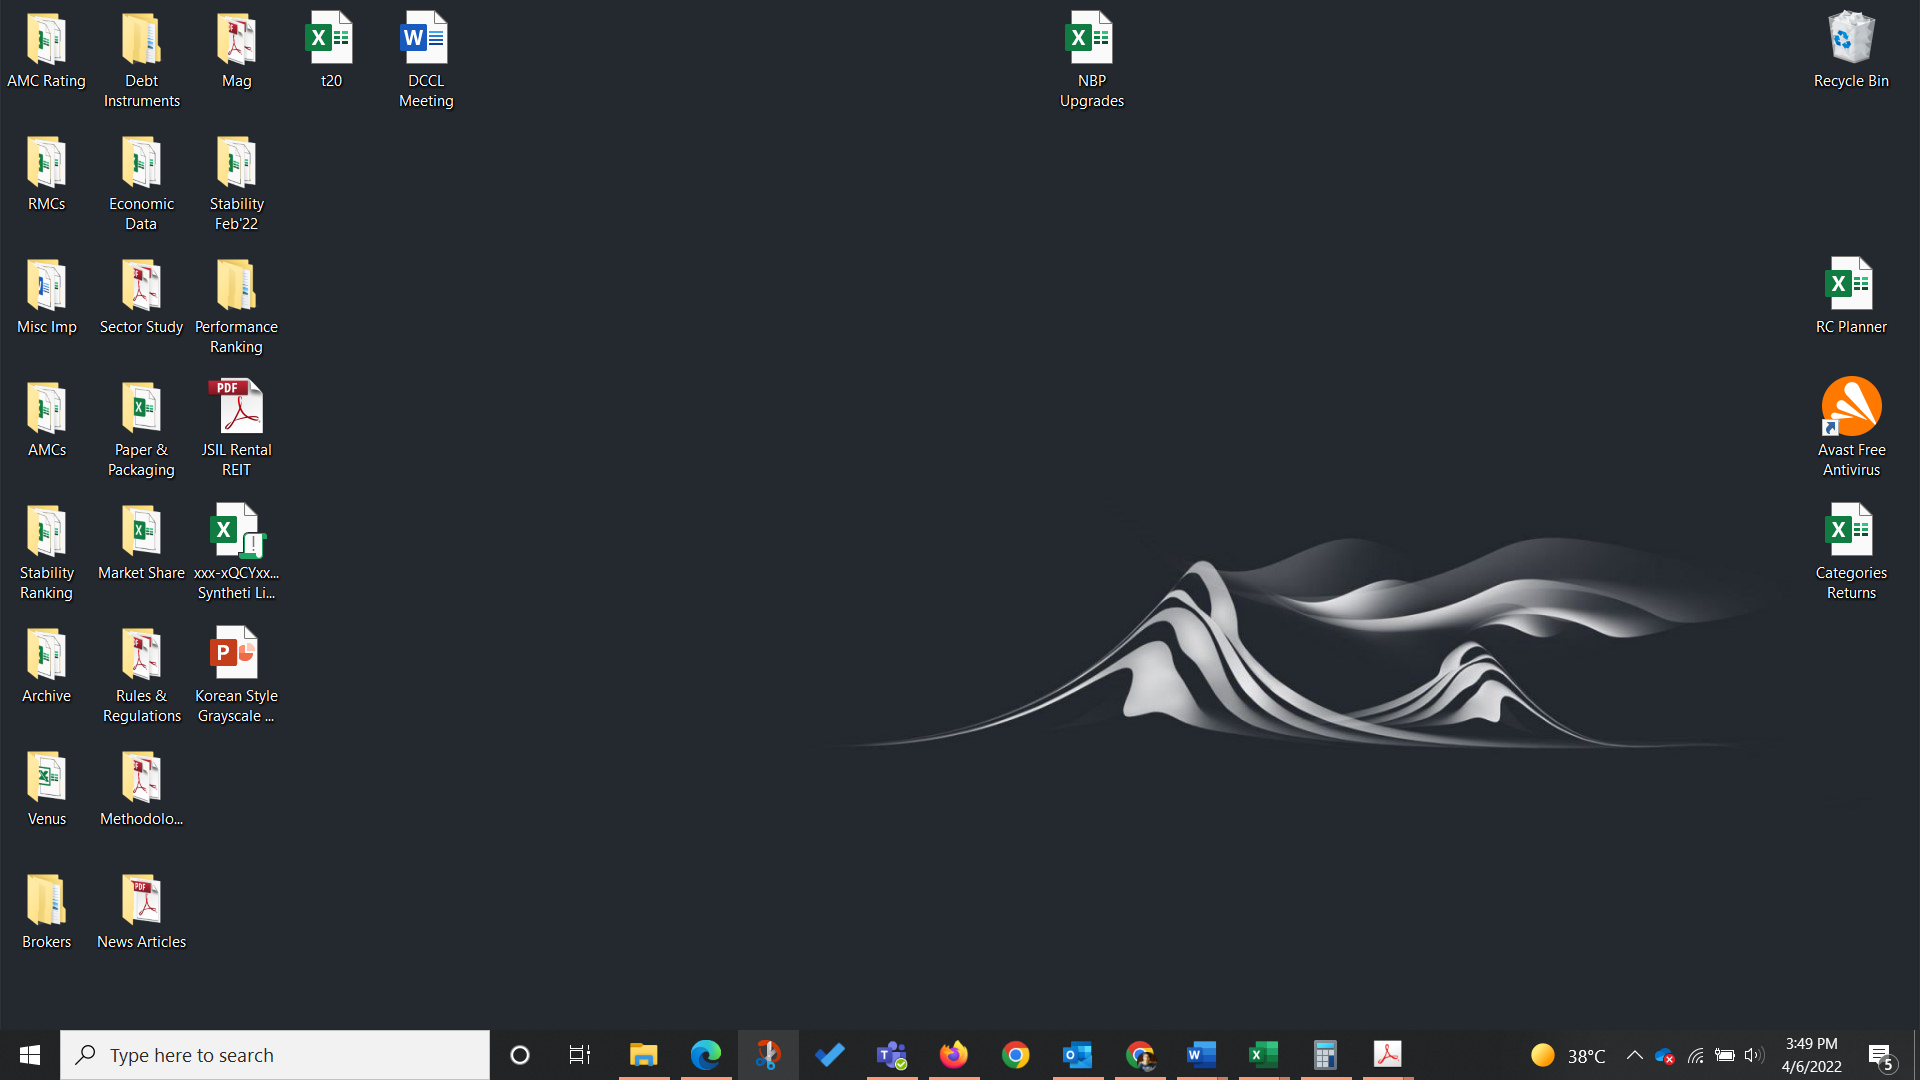 AMC Rating
Debt
Instruments
Mag
t20
DCCL
Meeting
NBP
Upgrades
Recycle Bin
RMCs
Economic
Data
Stability
Feb'22
Misc Imp
Sector Study
Performance
Ranking
RC Planner
AMCs
Paper &
Packaging
PDF
JSIL Rental
REIT
Avast Free
Antivirus
Stability
Ranking
Market Share
xxx-xQCYxx...
Syntheti Li...
Categories
Returns
Archive
Rules &
Regulations
Korean Style
Grayscale ...
Venus
Methodolo...
Brokers
PDF
News Articles
Type here to search
38°C
3:49 PM
4/6/2022
5